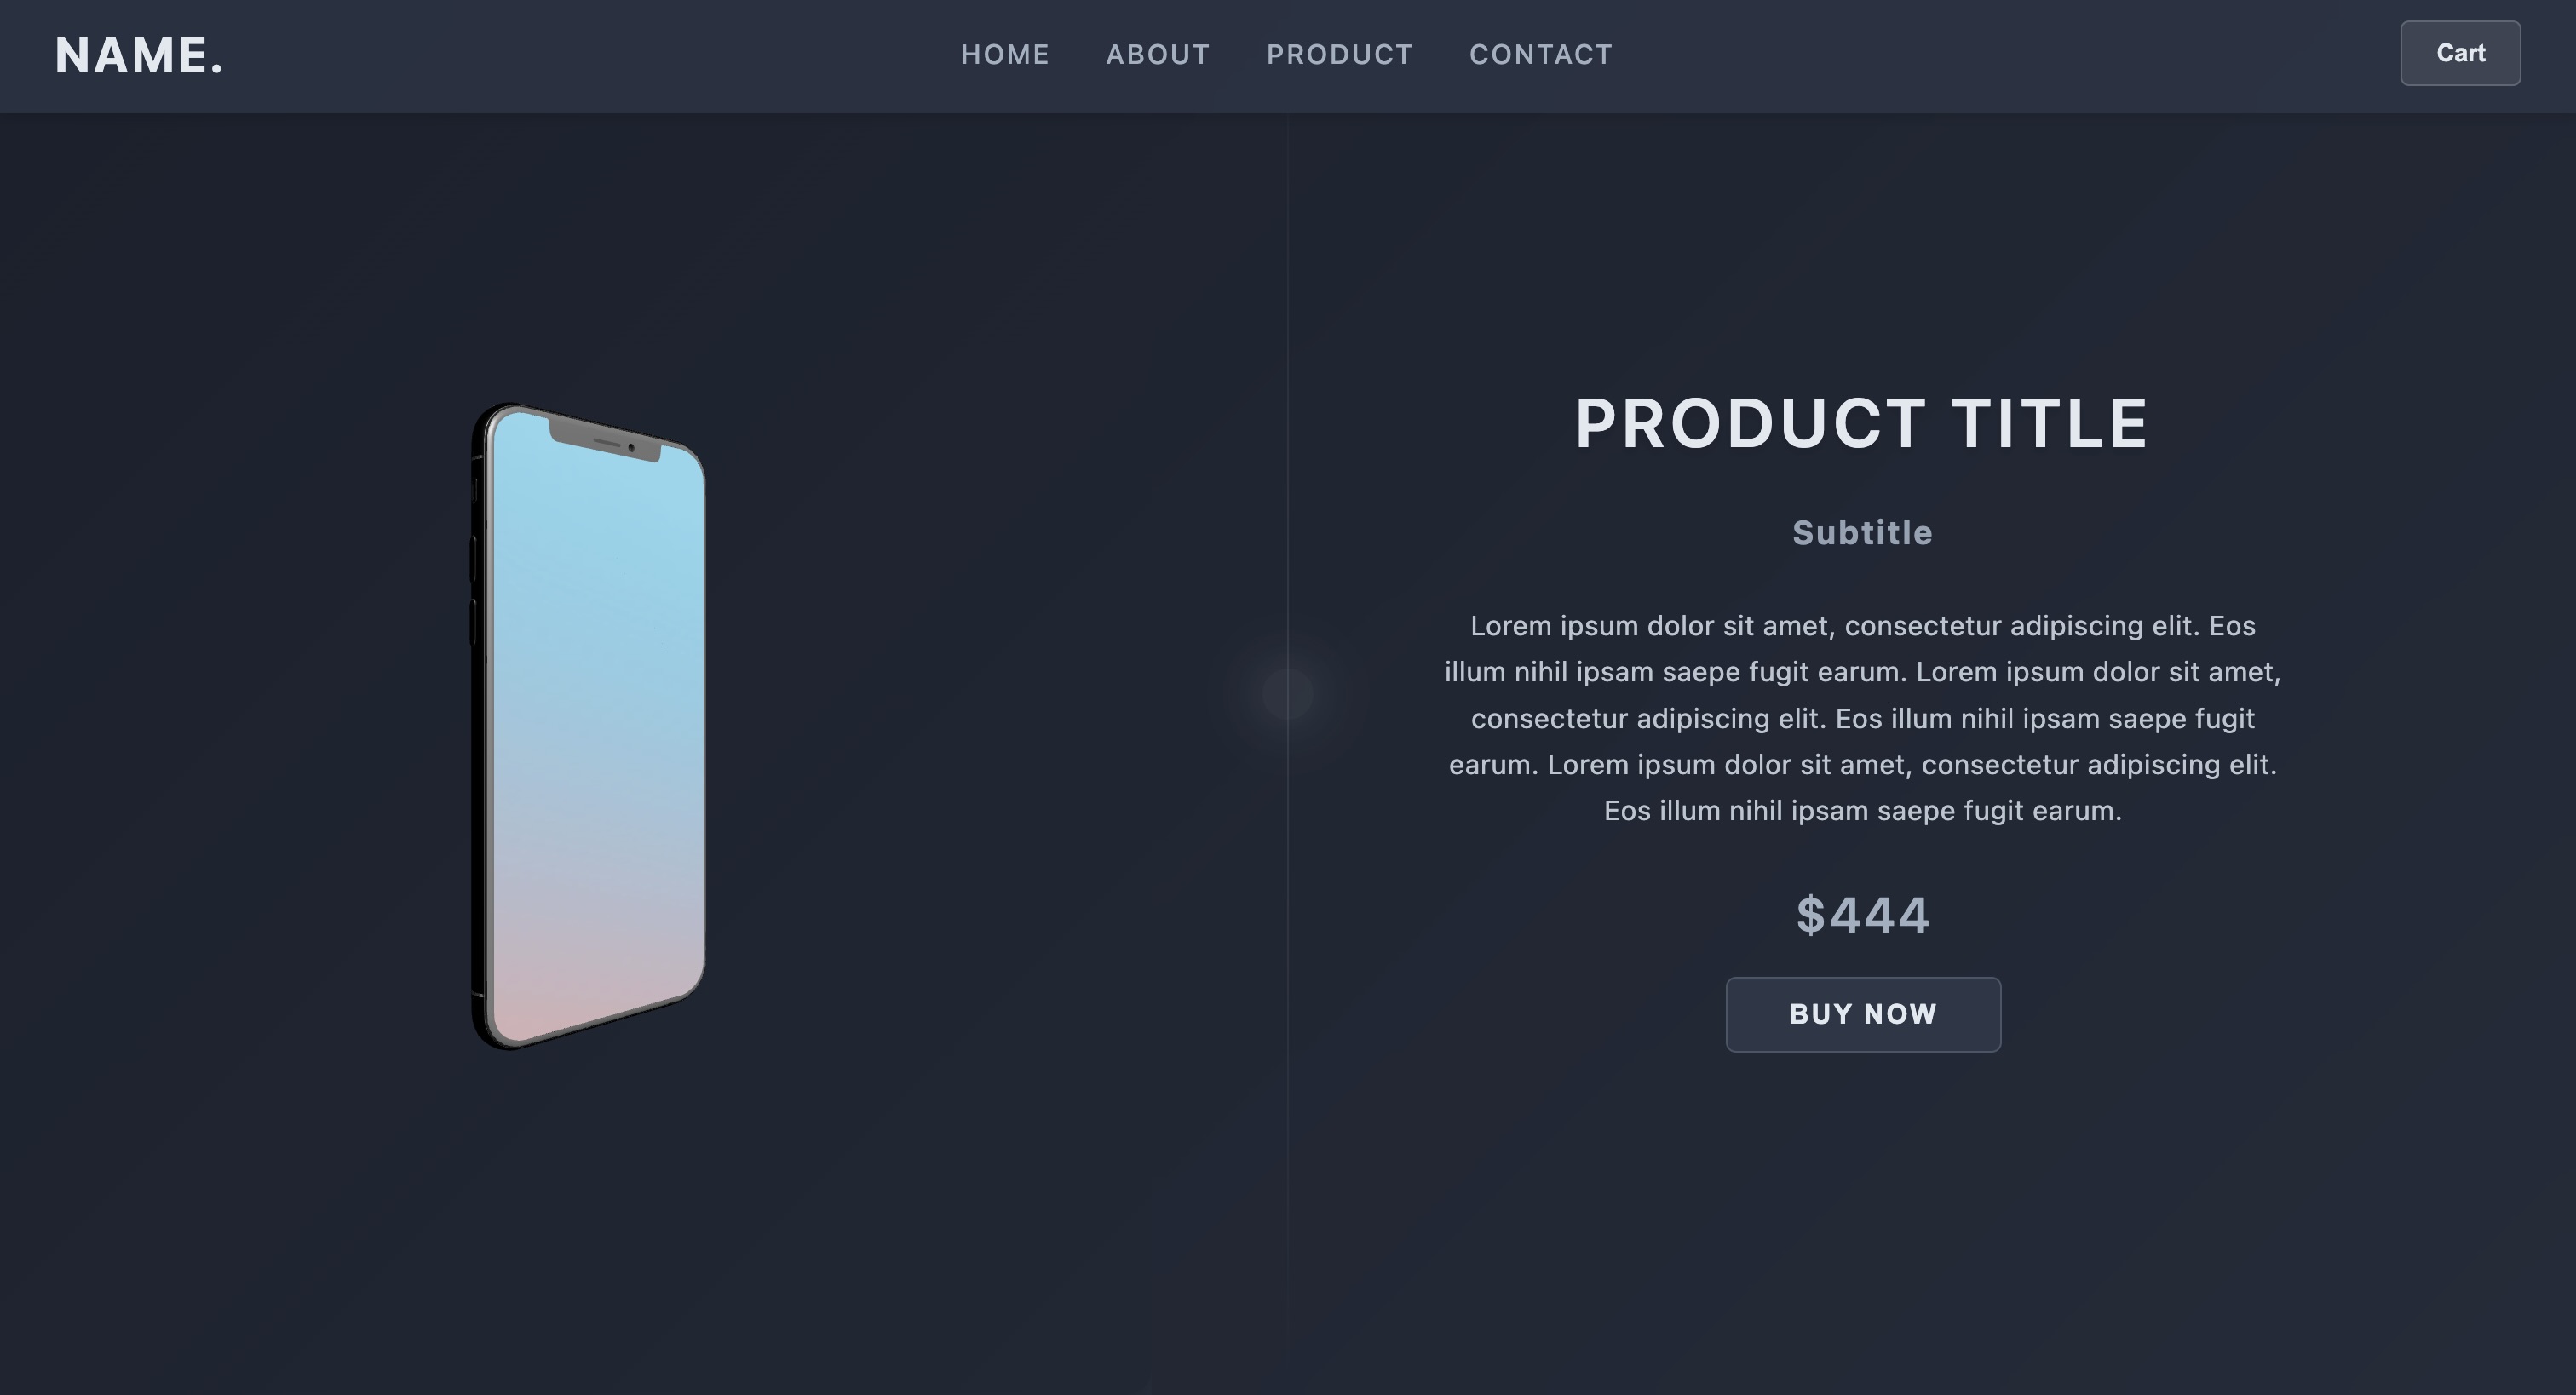 NAME.
HOME ABOUT PRODUCT CONTACT
Cart
PRODUCT TITLE
Subtitle
Lorem ipsum dolor sit amet, consectetur adipiscing elit. Eos
illum nihil ipsam saepe fugit earum. Lorem ipsum dolor sit amet,
consectetur adipiscing elit. Eos illum nihil ipsam saepe fugit
earum. Lorem ipsum dolor sit amet, consectetur adipiscing elit.
Eos illum nihil ipsam saepe fugit earum.
$444
BUY NOW